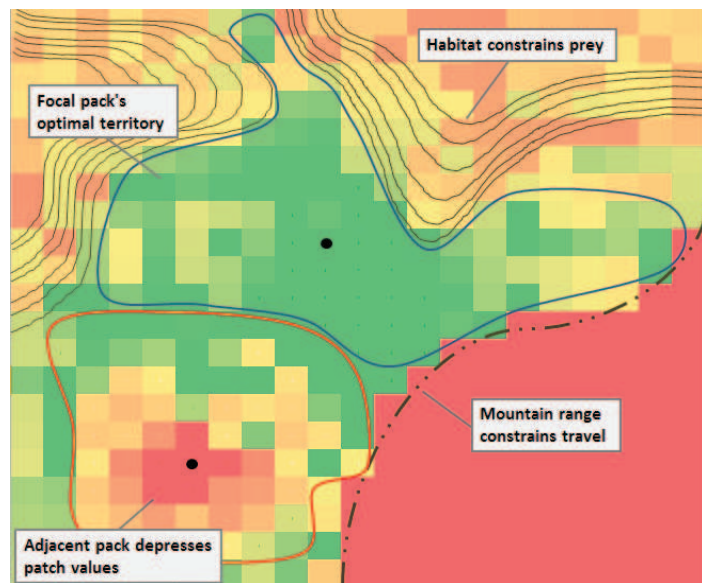 Habitat constrains prey
Focal pack's
optimal territory
Mountain range
constrains travel
Adjacent pack depresses
patch values